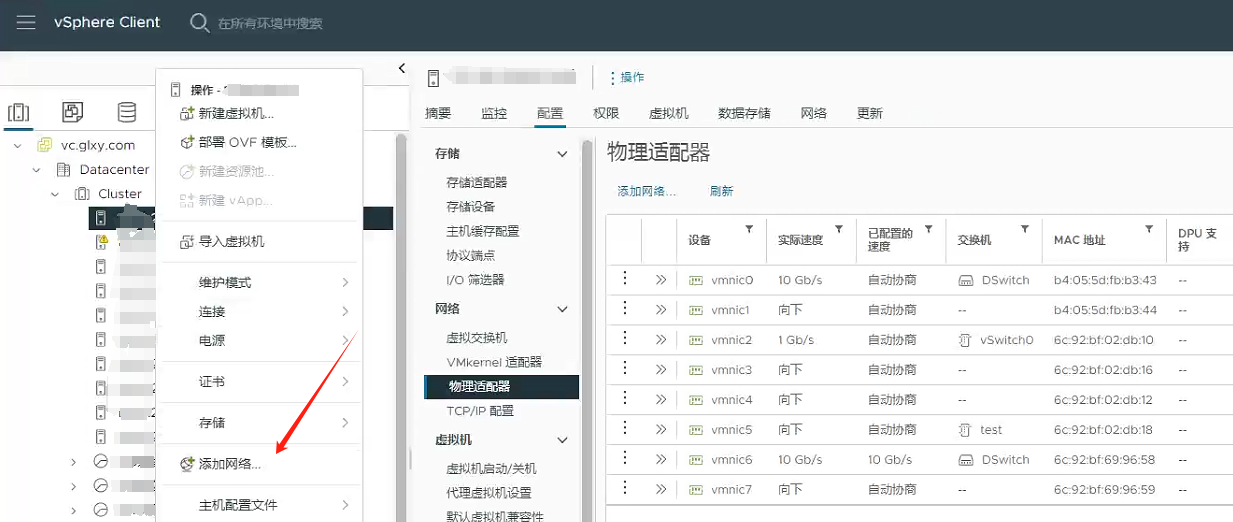 vSphere Client
在所有环境中搜索
vc.glxy.com
Datacenter
Cluster
操作 -
新建虚拟机...
部署 OVF 模板...
新建资源池...
新建 vApp...
导入虚拟机
维护模式
连接
电源
证书
存储
添加网络...
主机配置文件
操作
摘要 监控 配置 权限 虚拟机 数据存储 网络 更新
存储
存储适配器
存储设备
主机缓存配置
协议端点
I/O 筛选器
网络
虚拟交换机
VMkernel 适配器
物理适配器
TCP/IP 配置
虚拟机
虚拟机启动/关机
代理虚拟机设置
默认虚拟机兼容性
物理适配器
添加网络... 刷新
设备 实际速度 已配置的速度 交换机 MAC 地址 DPU 支持
vmnic0 10 Gb/s 自动协商 DSwitch b4:05:5d:fb:b3:43 --
vmnic1 向下 自动协商 -- b4:05:5d:fb:b3:44 --
vmnic2 1 Gb/s 自动协商 vSwitch0 6c:92:bf:02:db:10 --
vmnic3 向下 自动协商 -- 6c:92:bf:02:db:16 --
vmnic4 向下 自动协商 -- 6c:92:bf:02:db:12 --
vmnic5 向下 自动协商 test 6c:92:bf:02:db:18 --
vmnic6 10 Gb/s 10 Gb/s DSwitch 6c:92:bf:69:96:58 --
vmnic7 向下 自动协商 -- 6c:92:bf:69:96:59 --